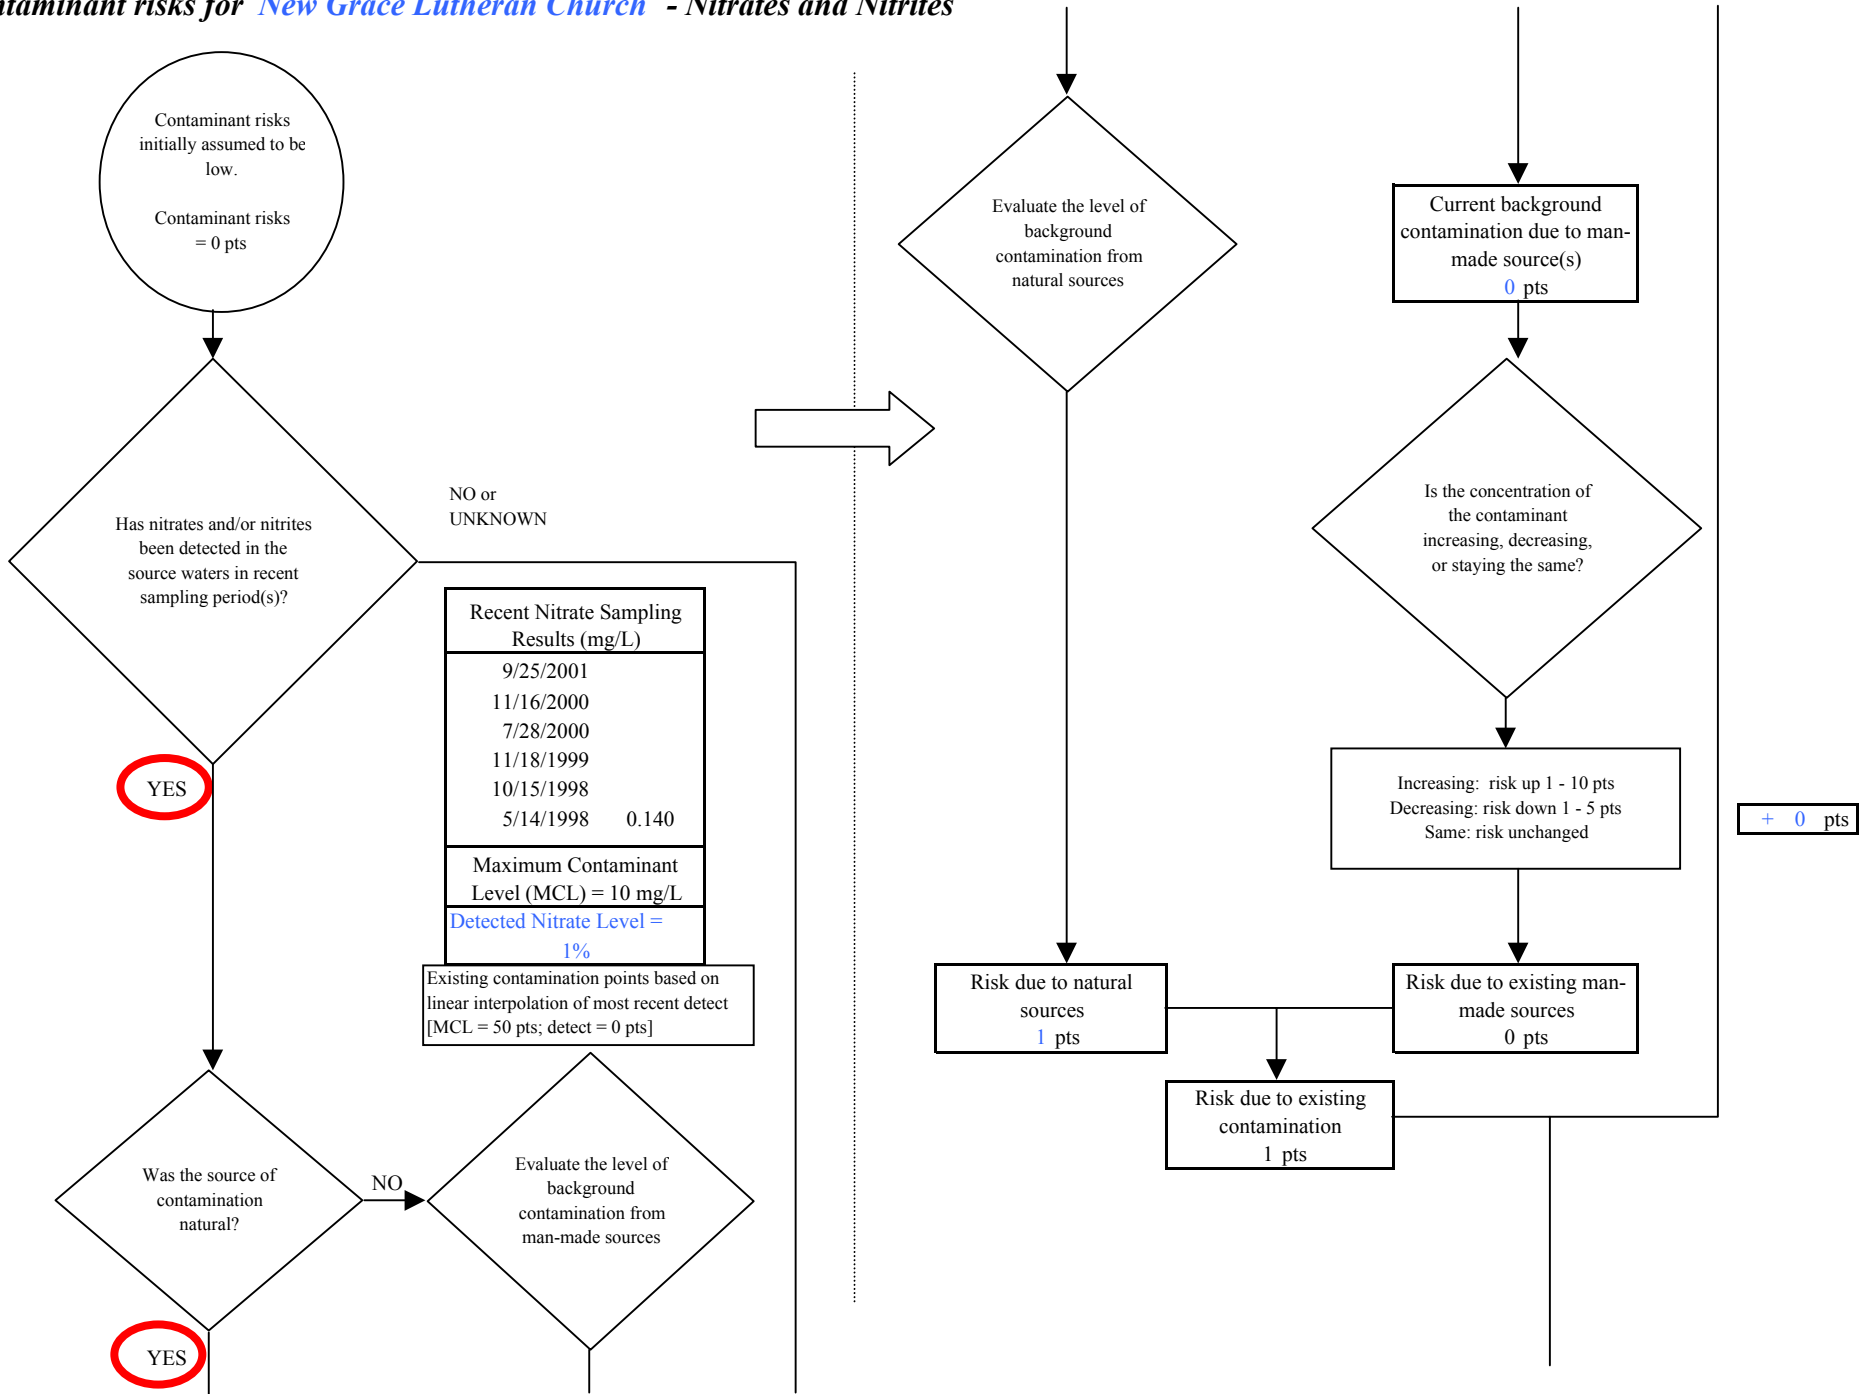 ntaminant risks for New Grace Lutheran Church - Nitrates and Nitrites
Contaminant risks
initially assumed to be
low.
Contaminant risks
= 0 pts
Has nitrates and/or nitrites
been detected in the
source waters in recent
sampling period(s)?
NO or
UNKNOWN
YES
Recent Nitrate Sampling
Results (mg/L)
9/25/2001
11/16/2000
7/28/2000
11/18/1999
10/15/1998
5/14/1998 0.140
Maximum Contaminant
Level (MCL) = 10 mg/L
Detected Nitrate Level =
1%
Existing contamination points based on
linear interpolation of most recent detect
[MCL = 50 pts; detect = 0 pts]
Was the source of
contamination
natural?
NO
YES
Evaluate the level of
background
contamination from
man-made sources
Evaluate the level of
background
contamination from
natural sources
Risk due to natural
sources
1 pts
Current background
contamination due to man-
made source(s)
0 pts
Is the concentration of
the contaminant
increasing, decreasing,
or staying the same?
Increasing: risk up 1 - 10 pts
Decreasing: risk down 1 - 5 pts
Same: risk unchanged
+ 0 pts
Risk due to existing man-
made sources
0 pts
Risk due to existing
contamination
1 pts